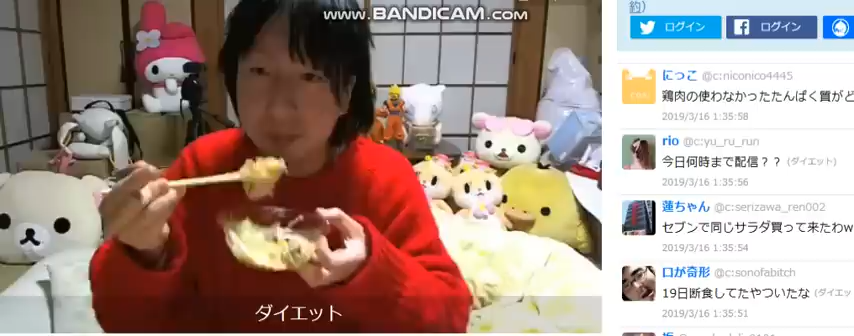 www.BANDICAM.com
ダイエット
約）
ログイン
ログイン
にっこ @c:niconico4445
鶏肉の使わなかったたんぱく質がど
2019/3/16 1:35:58
rio @c:yu_ru_run
今日何時まで配信？？ (ダイエット)
2019/3/16 1:35:56
蓮ちゃん @c:serizawa_ren002
セブンで同じサラダ買って来たわw
2019/3/16 1:35:54
口が奇形 @c:sonofabitch
19日断食してたやついたな (ダイエッ
2019/3/16 1:35:51